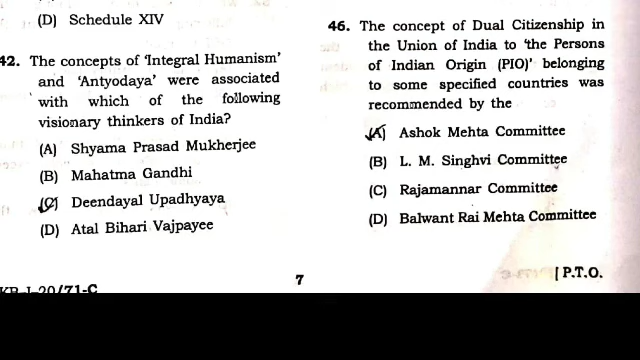 (D) Schedule XIV
42. The concepts of 'Integral Humanism'
and 'Antyodaya' were associated
with which of the following
visionary thinkers of India?
(A) Shyama Prasad Mukherjee
(B) Mahatma Gandhi
(C) Deendayal Upadhyaya
(D) Atal Bihari Vajpayee
46. The concept of Dual Citizenship in
the Union of India to 'the Persons
of Indian Origin (PIO)' belonging
to some specified countries was
recommended by the
(A) Ashok Mehta Committee
(B) L. M. Singhvi Committee
(C) Rajamannar Committee
(D) Balwant Rai Mehta Committee
7
[ P.T.O.
KB-J-20/71-C